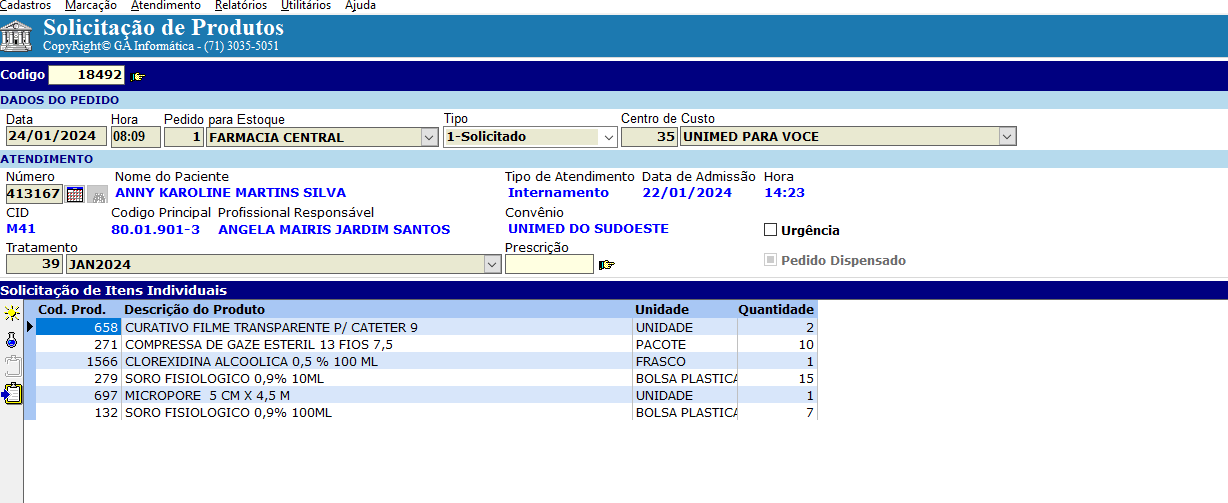 Cadastros Marcação Atendimento Relatórios Utilitários Ajuda
Solicitação de Produtos
CopyRight© GA Informática - (71) 3035-5051
Codigo 18492
DADOS DO PEDIDO
Data Hora Pedido para Estoque Tipo Centro de Custo
24/01/2024 08:09 1 FARMACIA CENTRAL 1-Solicitado 35 UNIMED PARA VOCE
ATENDIMENTO
Número Nome do Paciente Tipo de Atendimento Data de Admissão Hora
413167 ANNY KAROLINE MARTINS SILVA Internamento 22/01/2024 14:23
CID Codigo Principal Profissional Responsável Convênio
M41 80.01.901-3 ANGELA MAIRIS JARDIM SANTOS UNIMED DO SUDOESTE Urgência
Tratamento Prescrição
39 JAN2024 Pedido Dispensado
Solicitação de Itens Individuais
Cod. Prod. Descrição do Produto Unidade Quantidade
658 CURATIVO FILME TRANSPARENTE P/ CATETER 9 UNIDADE 2
271 COMPRESSA DE GAZE ESTERIL 13 FIOS 7,5 PACOTE 10
1566 CLOREXIDINA ALCOOLICA 0,5 % 100 ML FRASCO 1
279 SORO FISIOLOGICO 0,9% 10ML BOLSA PLASTICA 15
697 MICROPORE 5 CM X 4,5 M UNIDADE 1
132 SORO FISIOLOGICO 0,9% 100ML BOLSA PLASTICA 7